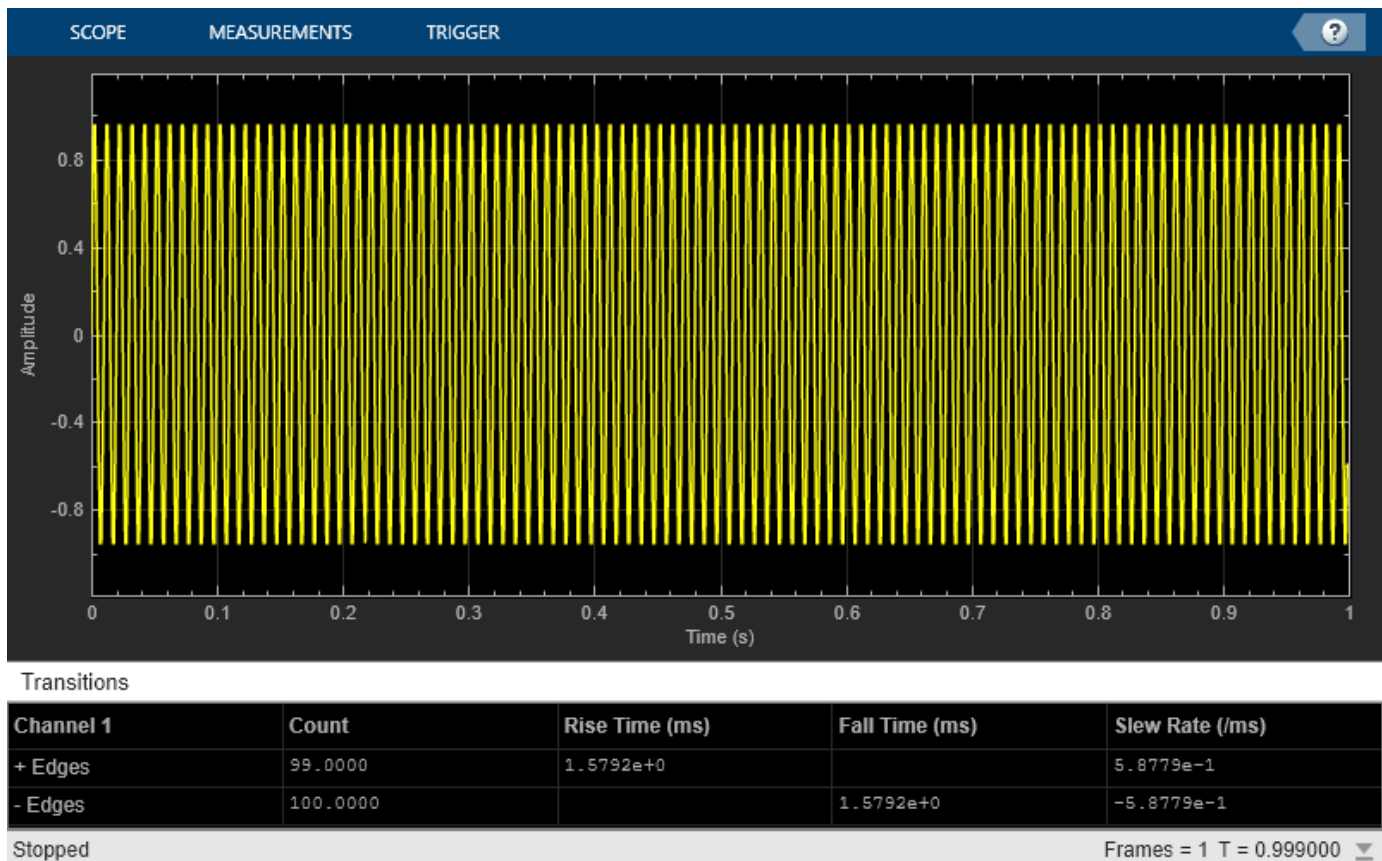 SCOPE MEASUREMENTS TRIGGER ?
0.8
0.4
0
-0.4
-0.8
Amplitude
0 0.1 0.2 0.3 0.4 0.5 0.6 0.7 0.8 0.9 1
Time (s)
Transitions
Channel 1 Count Rise Time (ms) Fall Time (ms) Slew Rate (/ms)
+ Edges 99.0000 1.5792e+0 5.8779e-1
- Edges 100.0000 1.5792e+0 -5.8779e-1
Stopped Frames = 1 T = 0.999000